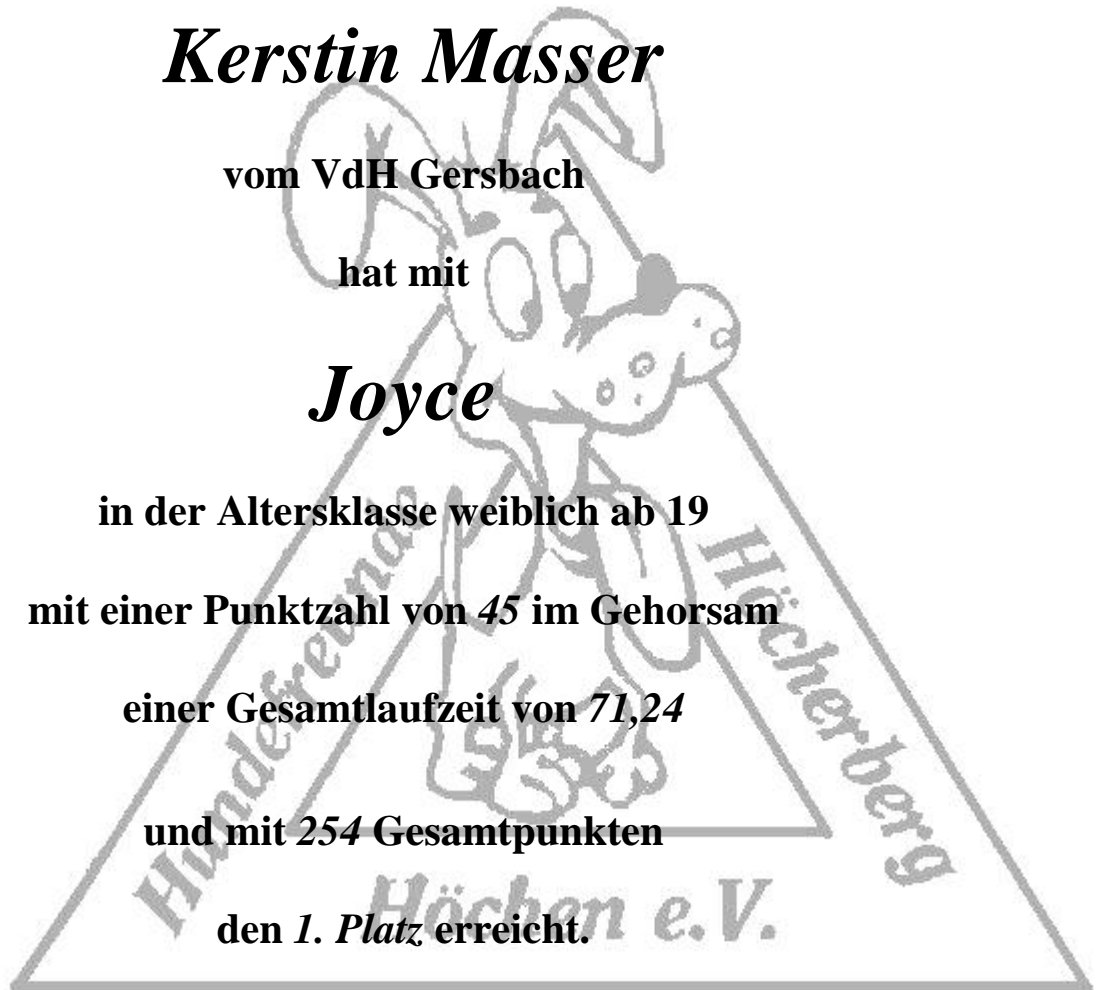 Kerstin Masser
vom VdH Gersbach
hat mit
Joyce
in der Altersklasse weiblich ab 19
mit einer Punktzahl von 45 im Gehorsam
einer Gesamtlaufzeit von 71,24
und mit 254 Gesamtpunkten
den 1. Platz erreicht.
Hundefreunde
Höcherberg
Höchen e.V.